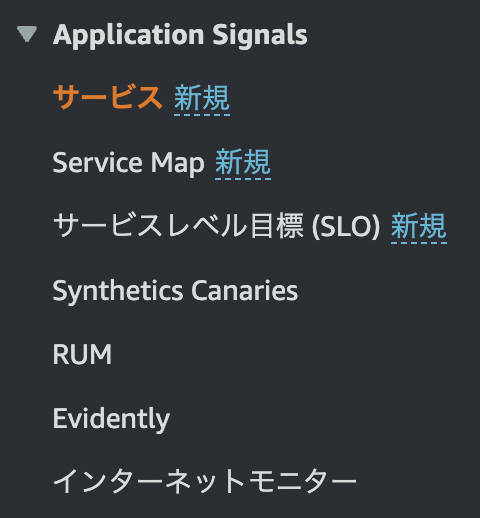 Application Signals
サービス 新規
Service Map 新規
サービスレベル目標 (SLO) 新規
Synthetics Canaries
RUM
Evidently
インターネットモニター